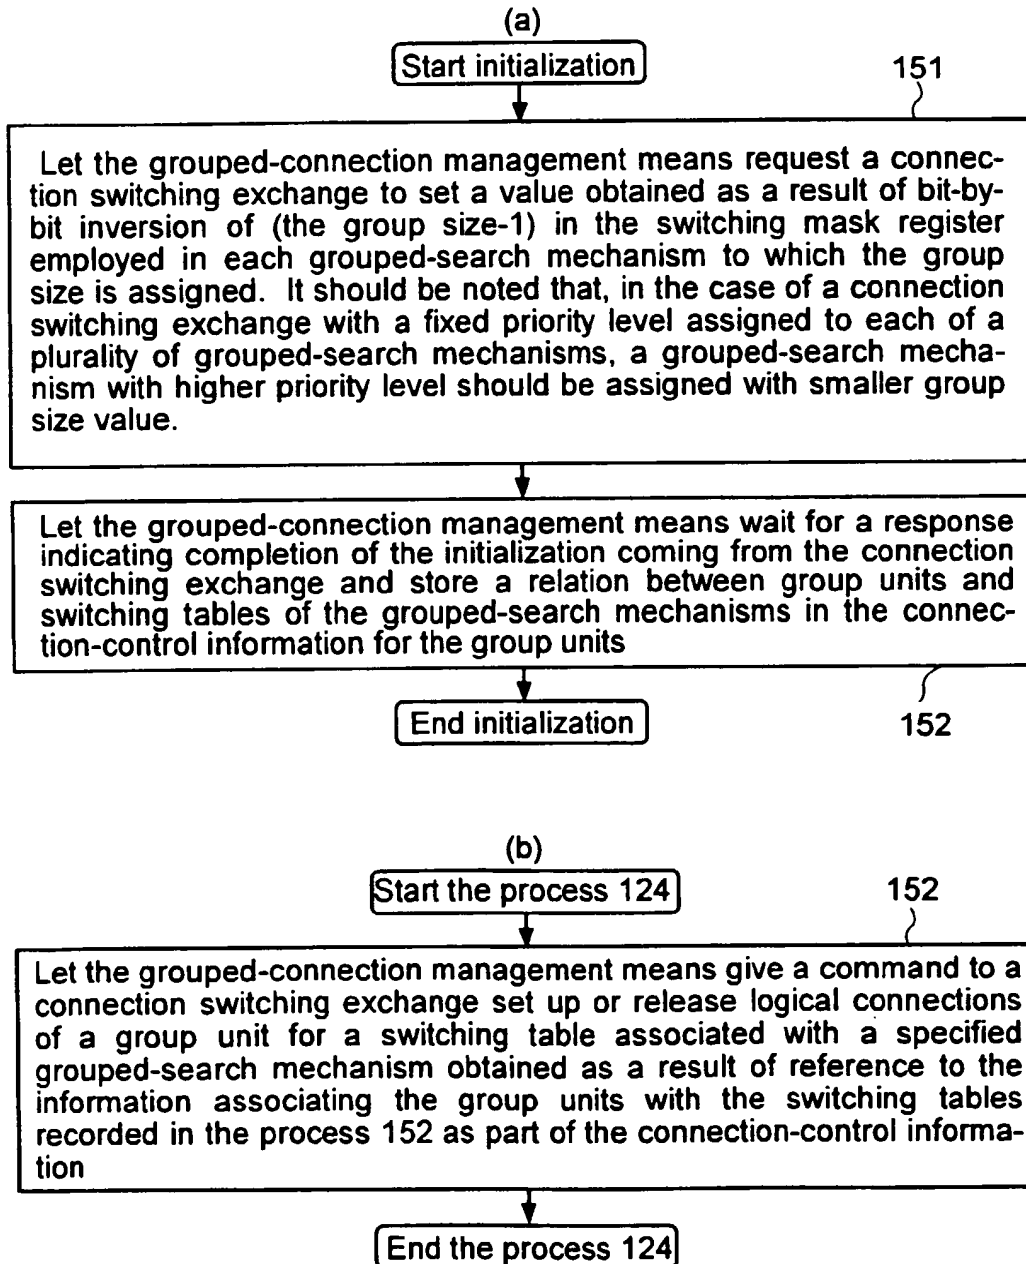 (a)
Start initialization
151
Let the grouped-connection management means request a connec-
tion switching exchange to set a value obtained as a result of bit-by-
bit inversion of (the group size-1) in the switching mask register
employed in each grouped-search mechanism to which the group
size is assigned. It should be noted that, in the case of a connection
switching exchange with a fixed priority level assigned to each of a
plurality of grouped-search mechanisms, a grouped-search mecha-
nism with higher priority level should be assigned with smaller group
size value.
Let the grouped-connection management means wait for a response
indicating completion of the initialization coming from the connection
switching exchange and store a relation between group units and
switching tables of the grouped-search mechanisms in the connec-
tion-control information for the group units
End initialization
152
(b)
Start the process 124
152
Let the grouped-connection management means give a command to a
connection switching exchange set up or release logical connections
of a group unit for a switching table associated with a specified
grouped-search mechanism obtained as a result of reference to the
information associating the group units with the switching tables
recorded in the process 152 as part of the connection-control informa-
tion
End the process 124